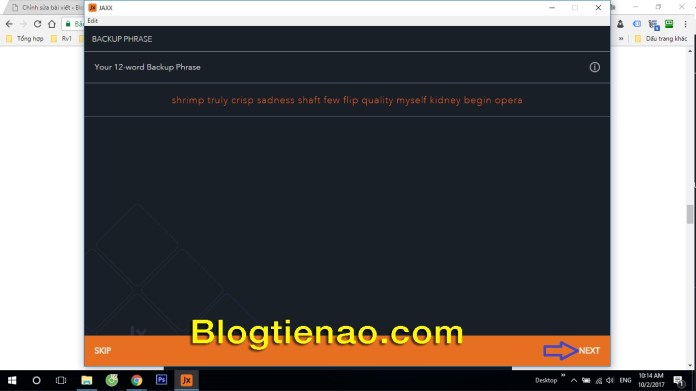 Chỉnh sửa bài viết ‹ Blo
JAXX
Edit
Bảo
Tổng hợp
Rv1
»
Dấu trang khác
BACKUP PHRASE
Your 12-word Backup Phrase
shrimp truly crisp sadness shaft few flip quality myself kidney begin opera
Blogtienao.com
SKIP
NEXT
Desktop
ENG
10:14 AM
10/2/2017